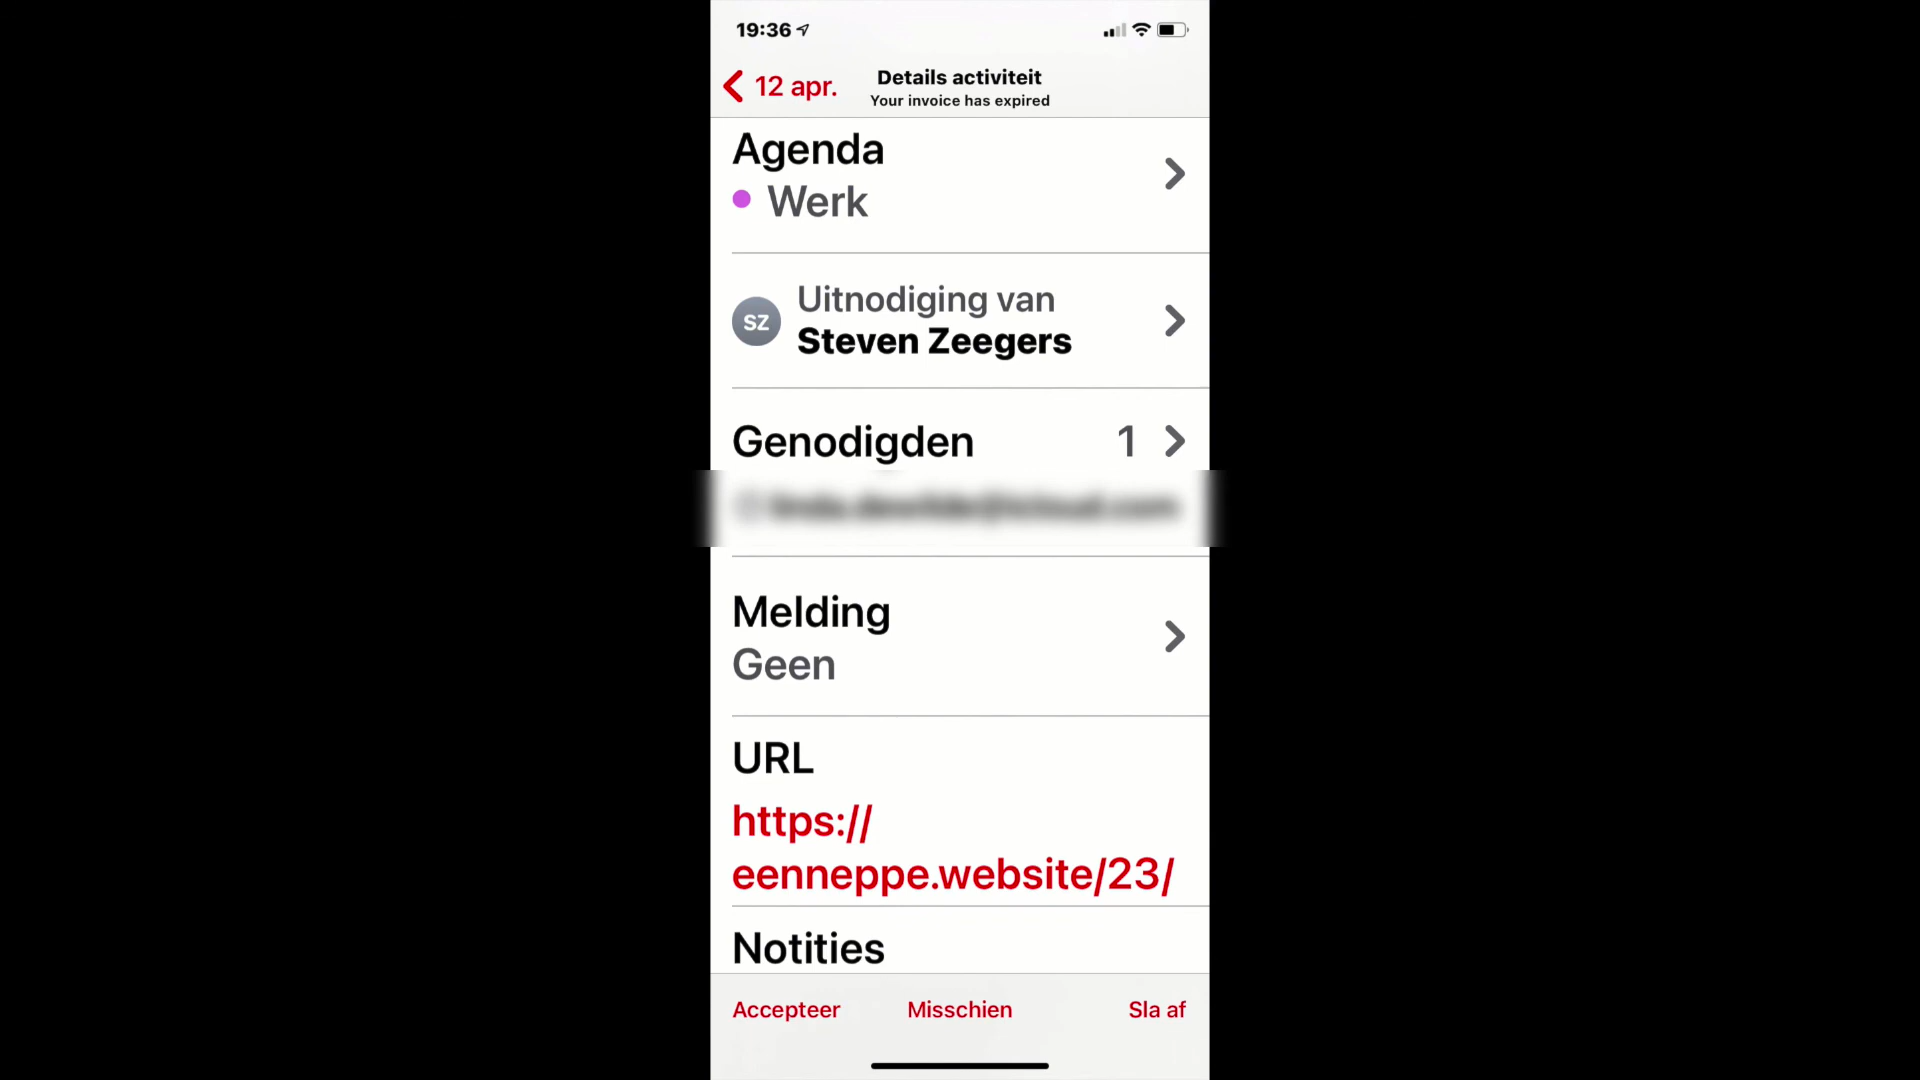 19:36
12 apr.
Details activiteit
Your invoice has expired
Agenda
Werk
SZ
Uitnodiging van
Steven Zeegers
Genodigden 1
Melding
Geen
URL
https://
eenneppe.website/23/
Notities
Accepteer Misschien Sla af